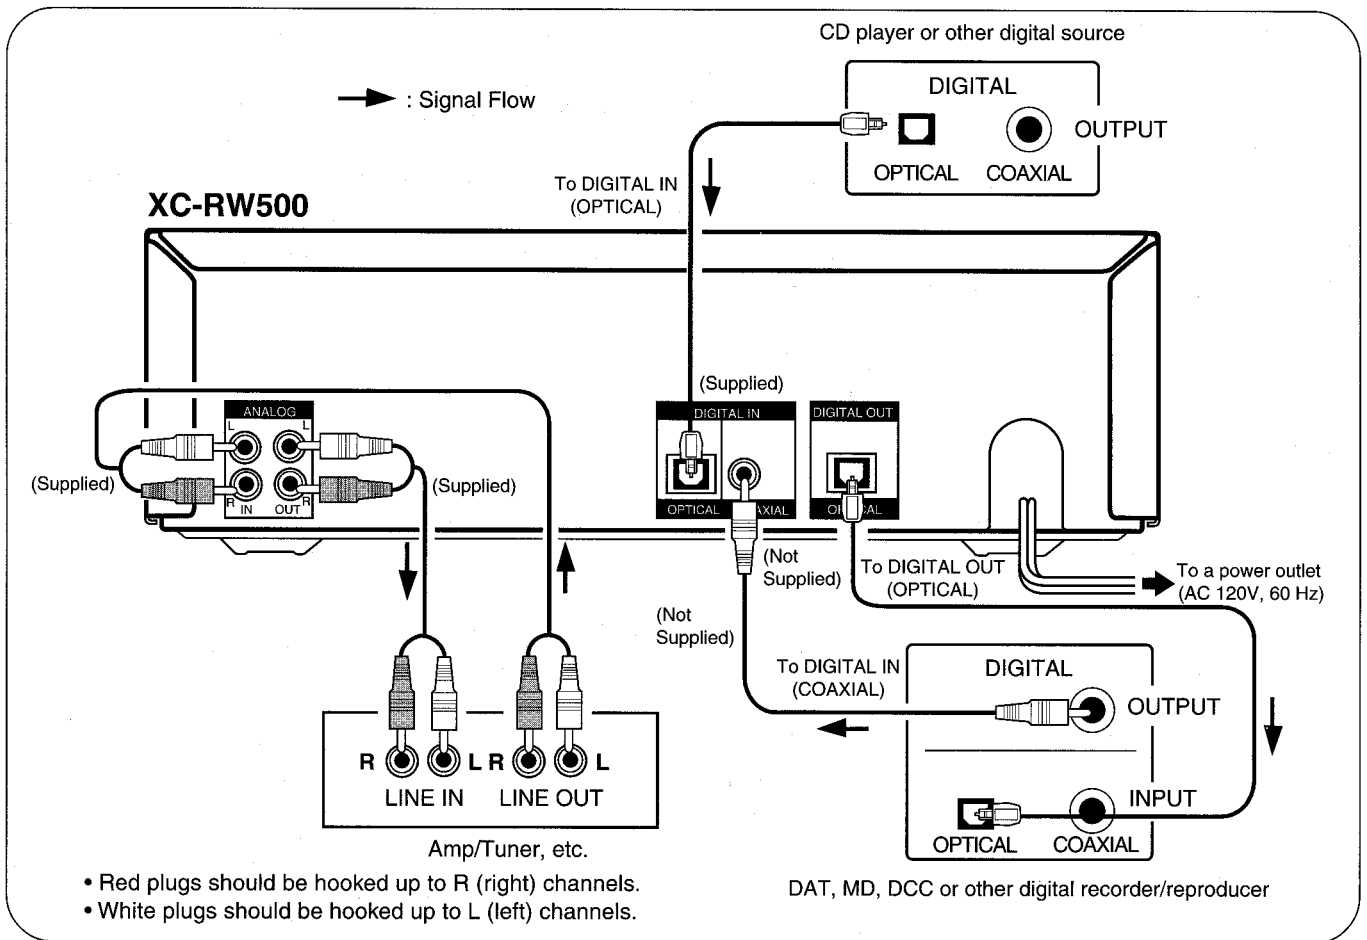 CD player or other digital source
DIGITAL
: Signal Flow
OUTPUT
OPTICAL COAXIAL
To DIGITAL IN
(OPTICAL)
XC-RW500
(Supplied)
ANALOG
L L
R IN OUT R
(Supplied)
(Supplied)
DIGITAL IN
OPTICAL AXIAL
DIGITAL OUT
OP CAL
(Not
Supplied)
To DIGITAL OUT
(OPTICAL)
To a power outlet
(AC 120V, 60 Hz)
(Not
Supplied)
To DIGITAL IN
(COAXIAL)
DIGITAL
OUTPUT
INPUT
OPTICAL COAXIAL
R L R L
LINE IN LINE OUT
Amp/Tuner, etc.
DAT, MD, DCC or other digital recorder/reproducer
• Red plugs should be hooked up to R (right) channels.
• White plugs should be hooked up to L (left) channels.